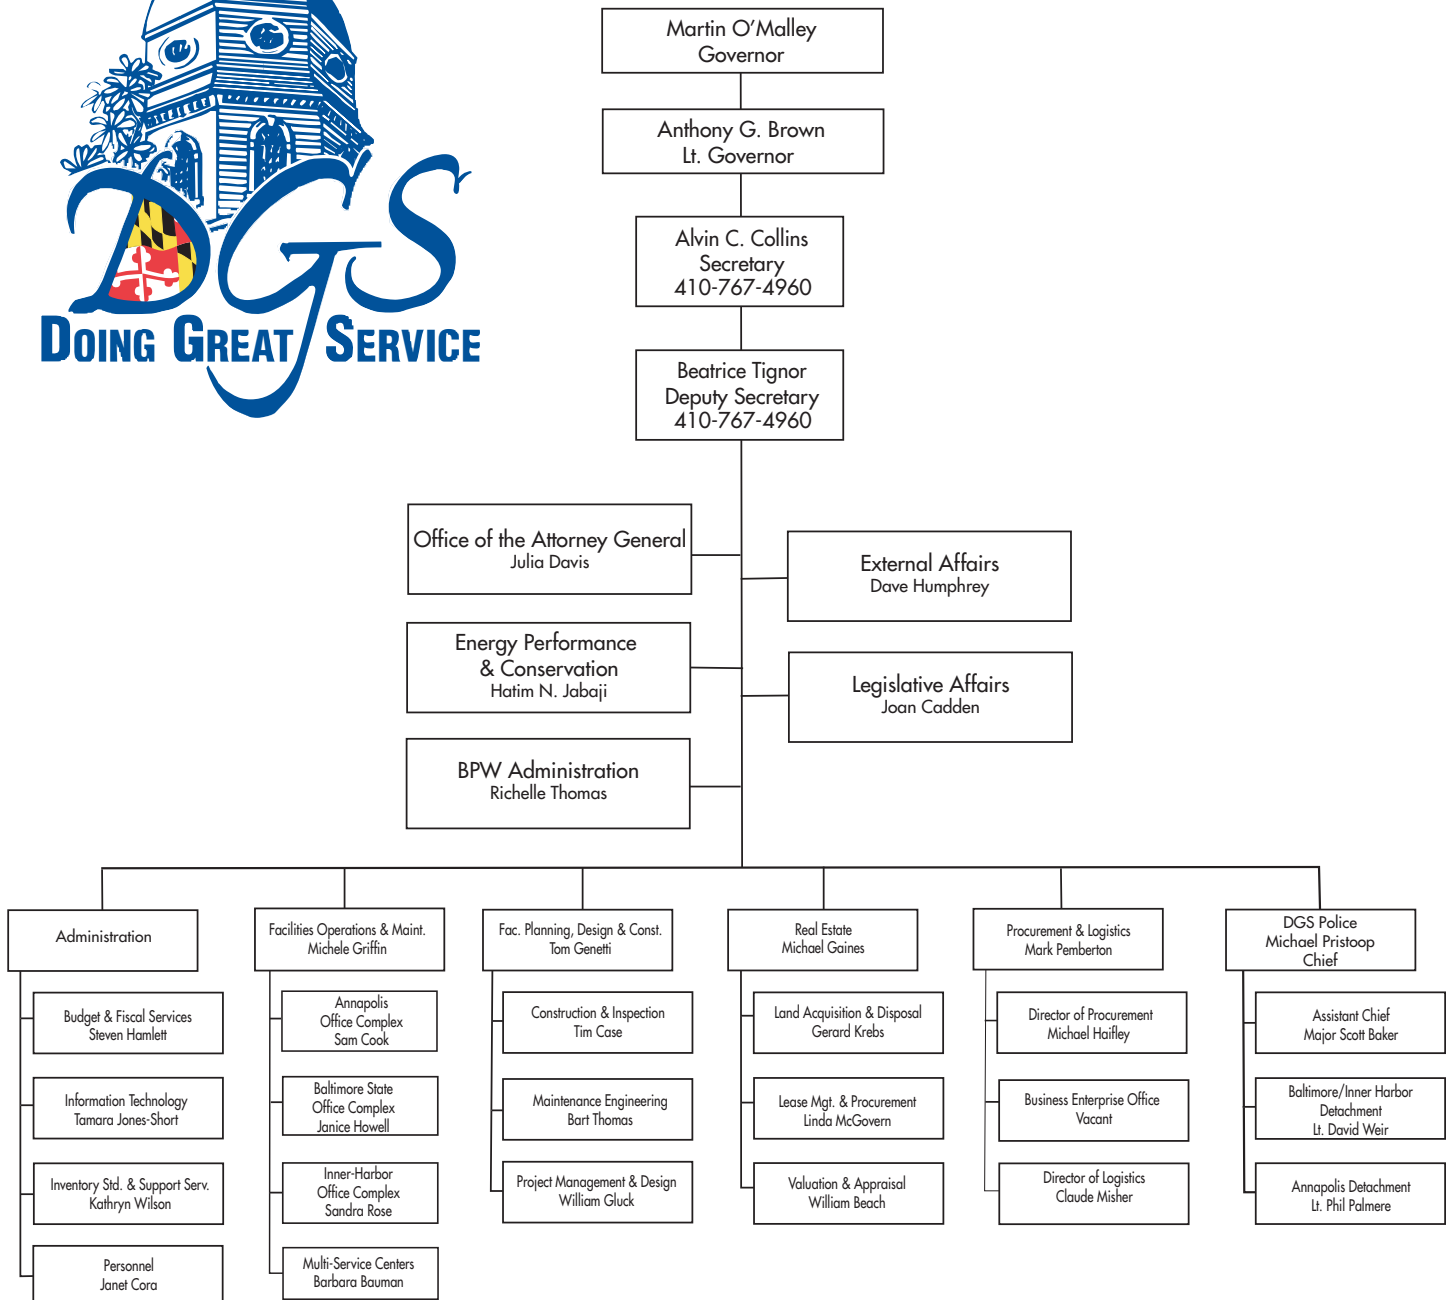 DGS
DOING GREAT SERVICE
Martin O’Malley
Governor
Anthony G. Brown
Lt. Governor
Alvin C. Collins
Secretary
410-767-4960
Beatrice Tignor
Deputy Secretary
410-767-4960
Office of the Attorney General
Julia Davis
External Affairs
Dave Humphrey
Energy Performance
& Conservation
Hatim N. Jabaji
Legislative Affairs
Joan Cadden
BPW Administration
Richelle Thomas
Administration
Budget & Fiscal Services
Steven Hamlett
Information Technology
Tamara Jones-Short
Inventory Std. & Support Serv.
Kathryn Wilson
Personnel
Janet Cora
Facilities Operations & Maint.
Michele Griffin
Annapolis
Office Complex
Sam Cook
Baltimore State
Office Complex
Janice Howell
Inner-Harbor
Office Complex
Sandra Rose
Multi-Service Centers
Barbara Bauman
Fac. Planning, Design & Const.
Tom Genetti
Construction & Inspection
Tim Case
Maintenance Engineering
Bart Thomas
Project Management & Design
William Gluck
Real Estate
Michael Gaines
Land Acquisition & Disposal
Gerard Krebs
Lease Mgt. & Procurement
Linda McGovern
Valuation & Appraisal
William Beach
Procurement & Logistics
Mark Pemberton
Director of Procurement
Michael Haifley
Business Enterprise Office
Vacant
Director of Logistics
Claude Misher
DGS Police
Michael Pristoop
Chief
Assistant Chief
Major Scott Baker
Baltimore/Inner Harbor
Detachment
Lt. David Weir
Annapolis Detachment
Lt. Phil Palmere